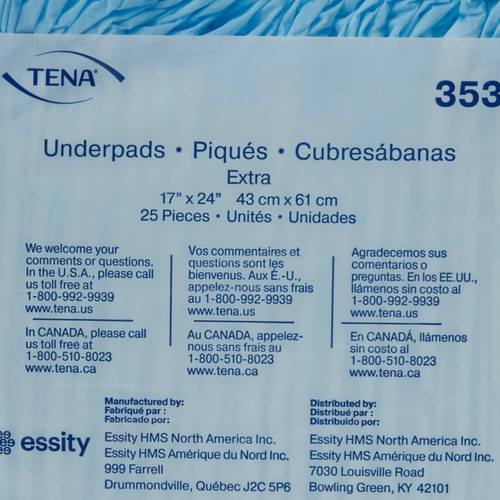 TENA®
353
Underpads • Piqués • Cubresábanas
Extra
17" x 24" 43 cm x 61 cm
25 Pieces • Unités • Unidades
We welcome your
comments or questions.
In the U.S.A., please call
us toll free at
1-800-992-9939
www.tena.us
In CANADA, please call
us toll free at
1-800-510-8023
www.tena.ca
Vos commentaires et
questions sont les
bienvenus. Aux É.-U.,
appelez-nous sans frais
au 1-800-992-9939
www.tena.us
Au CANADA, appelez-
nous sans frais au
1-800-510-8023
www.tena.ca
Agradecemos sus
comentarios o
preguntas. En los EE.UU.,
llámenos sin costo al
1-800-992-9939
www.tena.us
En CANADÁ, llámenos
sin costo al
1-800-510-8023
www.tena.ca
essity
Manufactured by:
Fabriqué par :
Fabricado por:
Essity HMS North America Inc.
Essity HMS Amérique du Nord Inc.
999 Farrell
Drummondville, Québec J2C 5P6
Distributed by:
Distribué par :
Distribuido por:
Essity HMS North America Inc.
Essity HMS Amérique du Nord Inc.
7030 Louisville Road
Bowling Green, KY 42101